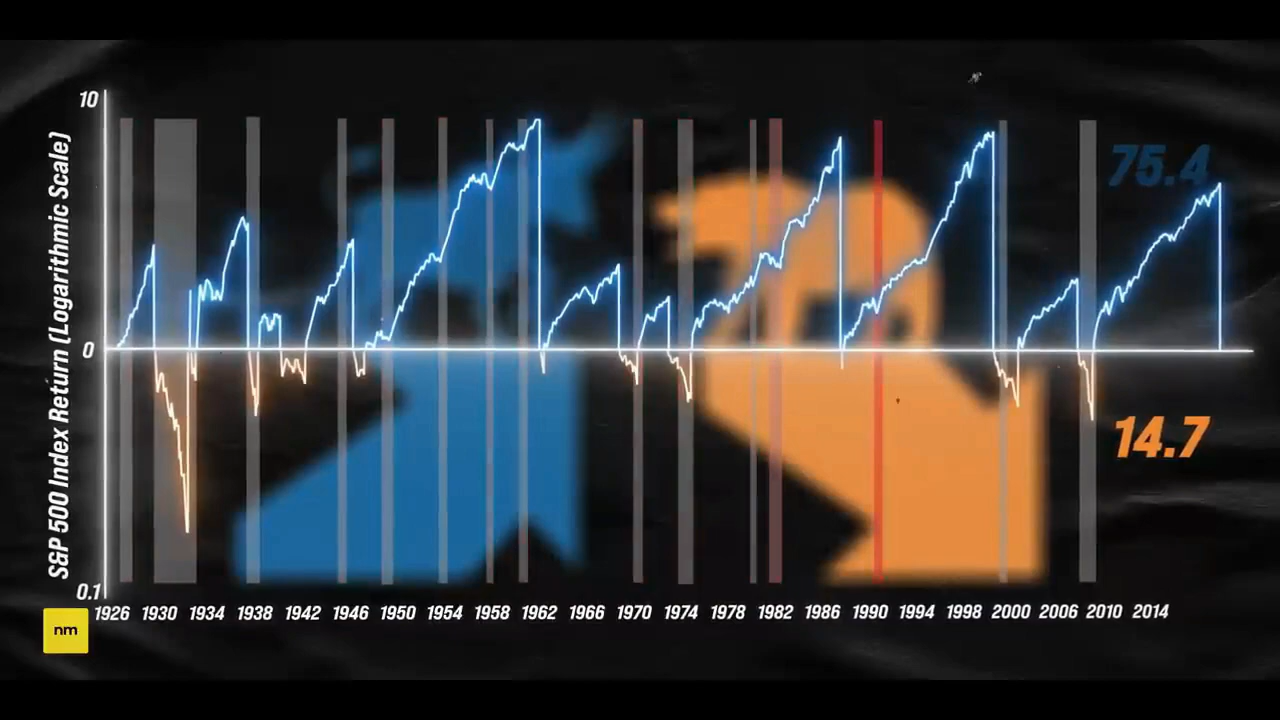 10
S&P 500 Index Return (Logarithmic Scale)
75.4
0
14.7
0.1
1926 1930 1934 1938 1942 1946 1950 1954 1958 1962 1966 1970 1974 1978 1982 1986 1990 1994 1998 2000 2006 2010 2014
nm